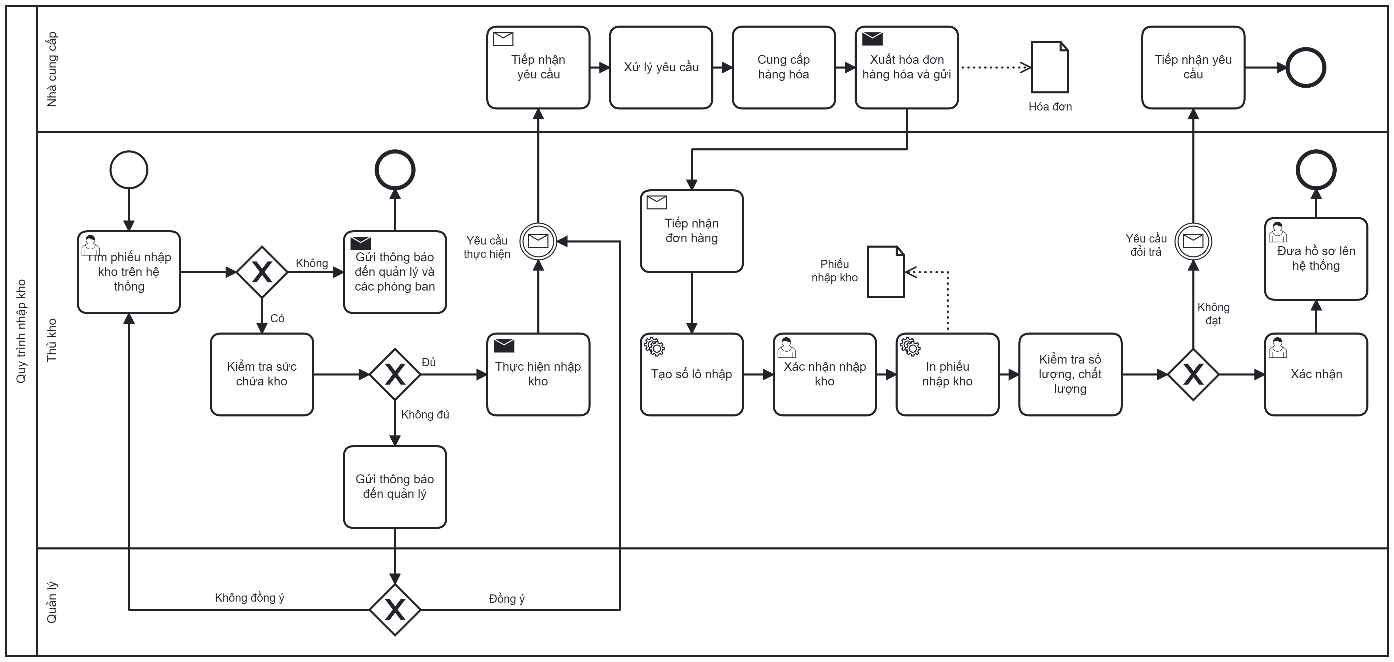 Quy trình nhập kho
Nhà cung cấp
Tiếp nhận
yêu cầu
Xử lý yêu cầu
Cung cấp
hàng hóa
Xuất hóa đơn
hàng hóa và gửi
Hóa đơn
Tiếp nhận yêu
cầu
Thủ kho
Tìm phiếu nhập
kho trên hệ
thống
Không
Có
Gửi thông báo
đến quản lý và
các phòng ban
Kiểm tra sức
chứa kho
Đủ
Không đủ
Thực hiện nhập
kho
Yêu cầu
thực hiện
Gửi thông báo
đến quản lý
Tiếp nhận
đơn hàng
Tạo số lô nhập
Xác nhận nhập
kho
Phiếu
nhập kho
In phiếu
nhập kho
Kiểm tra số
lượng, chất
lượng
Yêu cầu
đổi trả
Không
đạt
Xác nhận
Đưa hồ sơ lên
hệ thống
Quản lý
Không đồng ý
Đồng ý